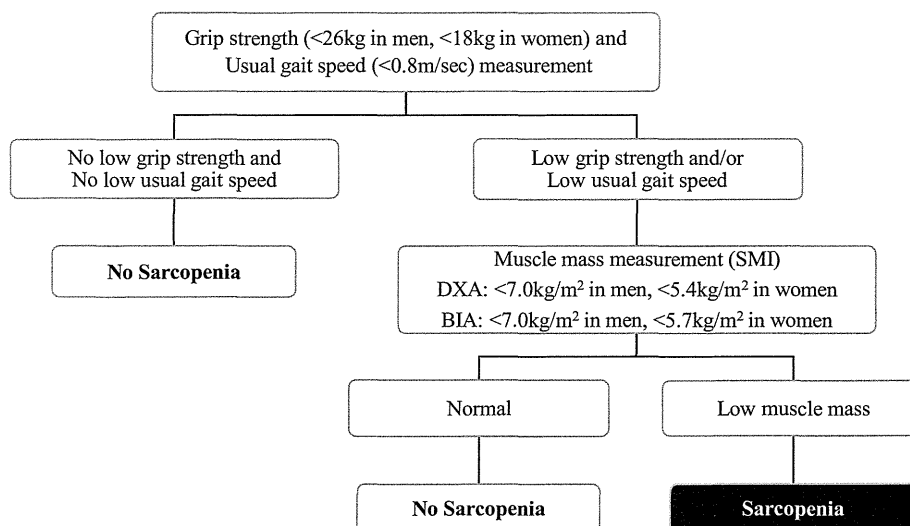 Grip strength (<26kg in men, <18kg in women) and
Usual gait speed (<0.8m/sec) measurement
No low grip strength and
No low usual gait speed
Low grip strength and/or
Low usual gait speed
No Sarcopenia
Muscle mass measurement (SMI)
DXA: <7.0kg/m² in men, <5.4kg/m² in women
BIA: <7.0kg/m² in men, <5.7kg/m² in women
Normal
Low muscle mass
No Sarcopenia
Sarcopenia